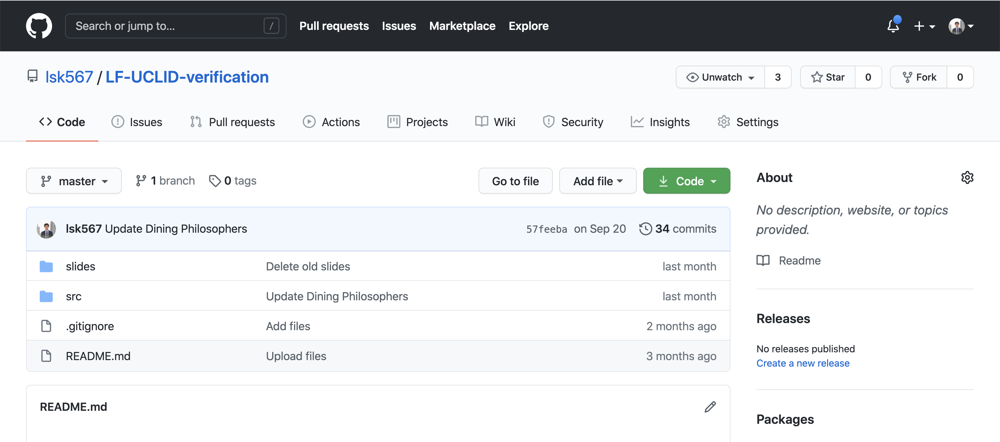 Search or jump to... /
Pull requests Issues Marketplace Explore
lsk567 / LF-UCLID-verification
Unwatch 3 Star 0 Fork 0
Code Issues Pull requests Actions Projects Wiki Security Insights Settings
master 1 branch 0 tags Go to file Add file Code
lsk567 Update Dining Philosophers 57feeba on Sep 20 34 commits
slides Delete old slides last month
src Update Dining Philosophers last month
.gitignore Add files 2 months ago
README.md Upload files 3 months ago
README.md
About
No description, website, or topics
provided.
Readme
Releases
No releases published
Create a new release
Packages